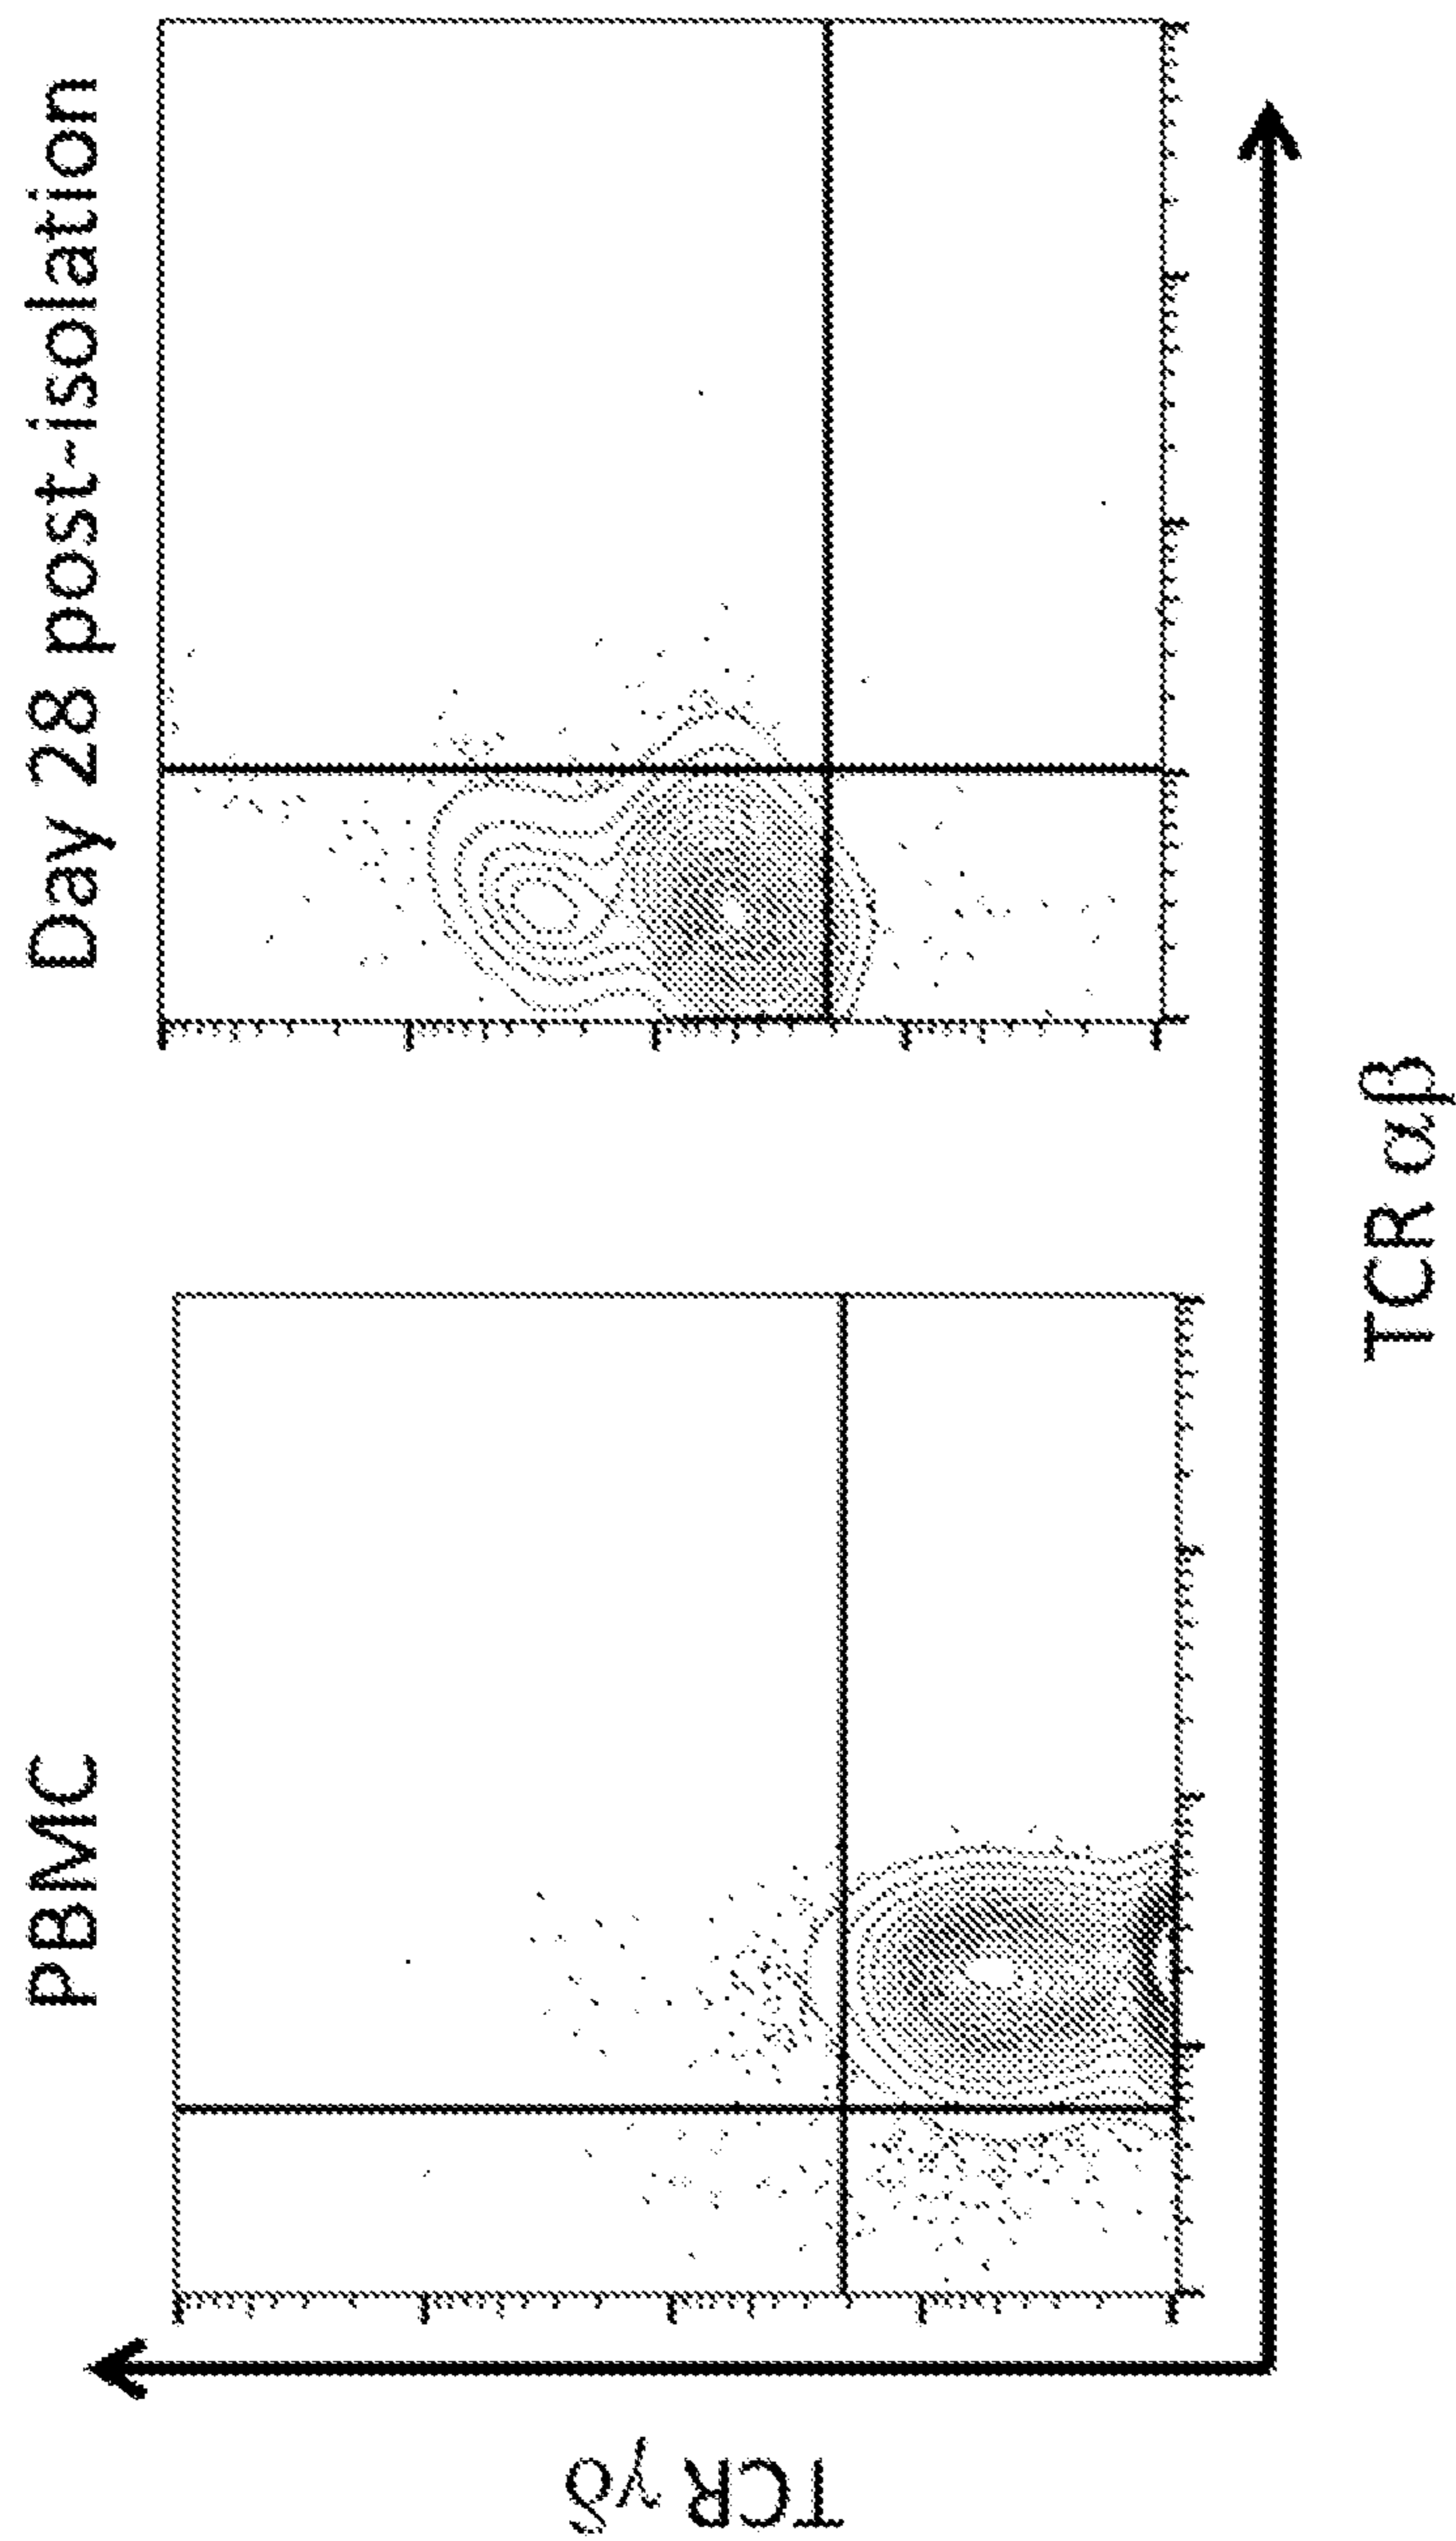 PBMC
Day 28 post-isolation
TCR γδ
TCR αβ